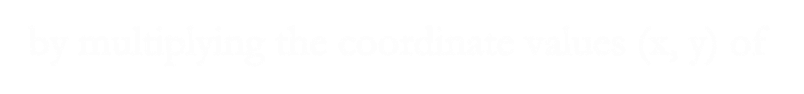 by multiplying the coordinate values (x, y) of